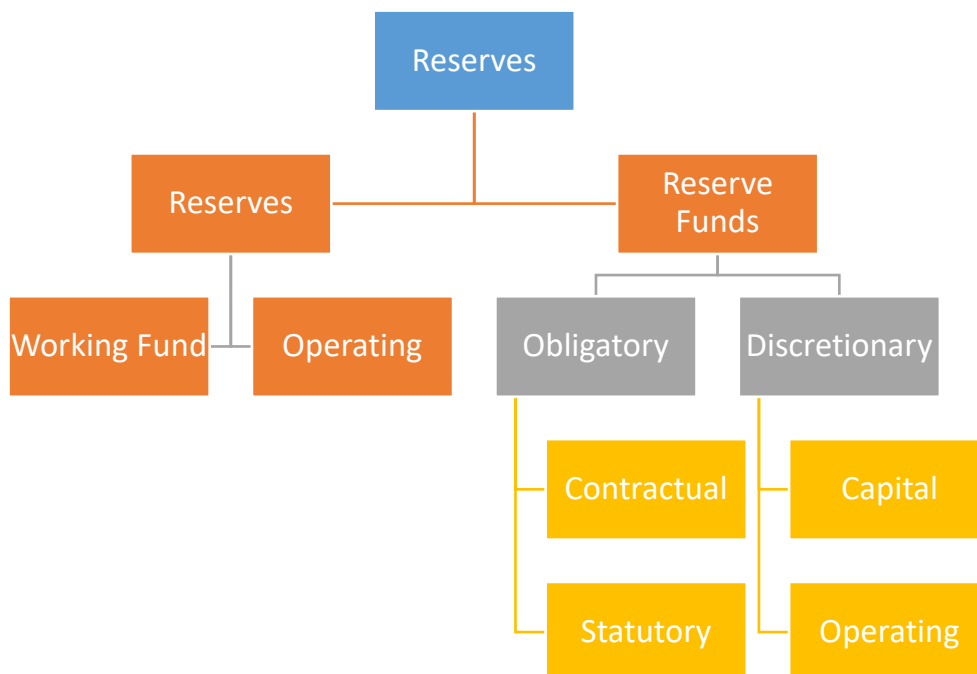 Reserves
Reserves
Reserve
Funds
Working Fund
Operating
Obligatory
Discretionary
Contractual
Capital
Statutory
Operating